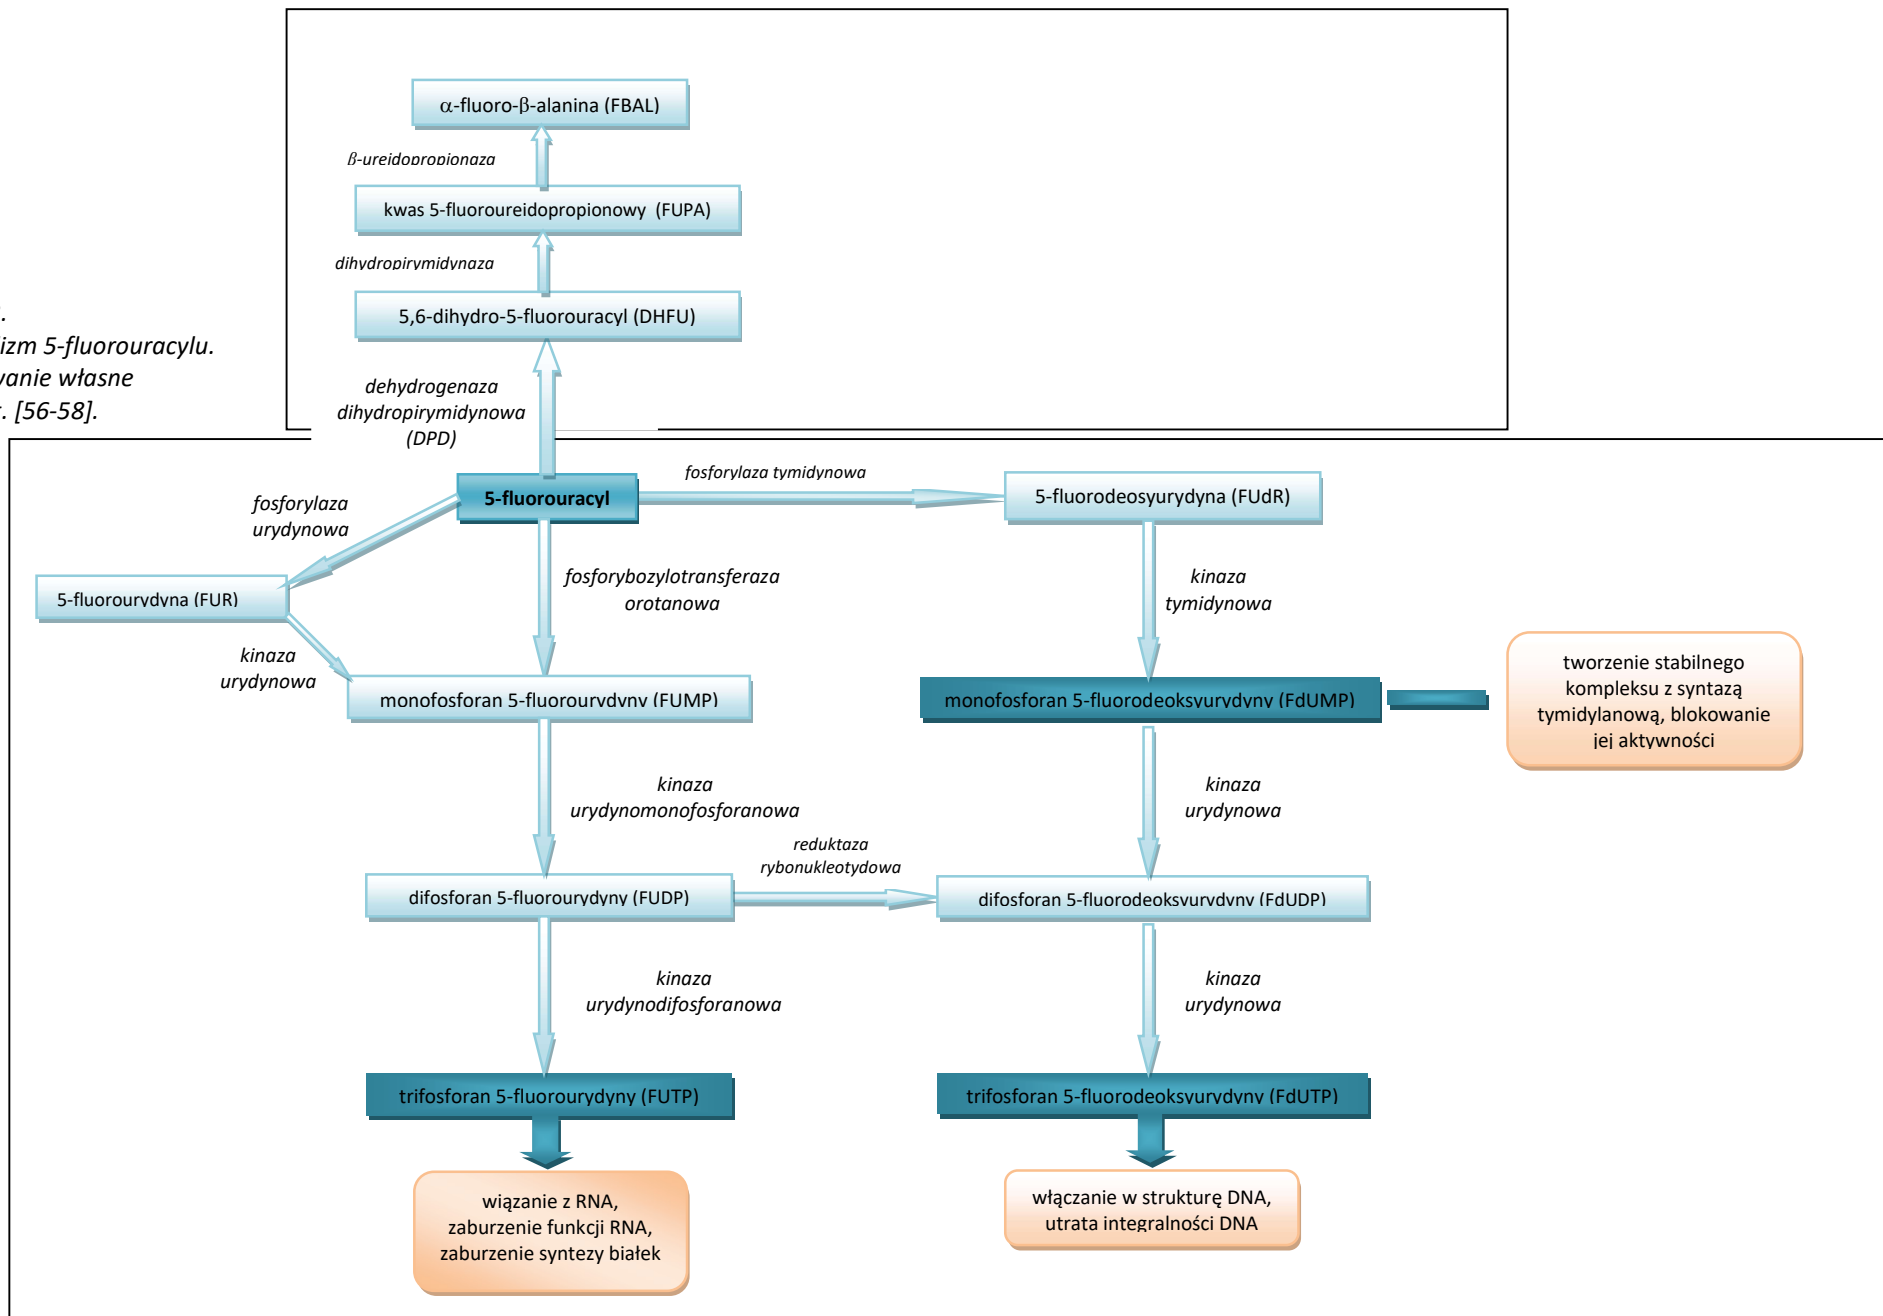 α-fluoro-β-alanina (FBAL)
β-ureidopropionaza
kwas 5-fluoroureidopropionowy (FUPA)
dihydropirymidynaza
5,6-dihydro-5-fluorouracyl (DHFU)
5-fluorouracylu.
własne
[56-58].
dehydrogenaza
dihydropirymidynowa
(DPD)
5-fluorouracyl
fosforylaza tymidynowa
5-fluorodeosyurydyna (FUdR)
fosforylaza
urydynowa
5-fluorourydyna (FUR)
fosforybozylotransferaza
orotanowa
kinaza
tymidynowa
kinaza
urydynowa
monofosforan 5-fluorourydyny (FUMP)
monofosforan 5-fluorodeoksyurydyny (FdUMP)
tworzenie stabilnego
kompleksu z syntazą
tymidylanową, blokowanie
jej aktywności
kinaza
urydynomonofosforanowa
kinaza
urydynowa
reduktaza
rybonukleotydowa
difosforan 5-fluorourydyny (FUDP)
difosforan 5-fluorodeoksyurydyny (FdUDP)
kinaza
urydynodifosforanowa
kinaza
urydynowa
trifosforan 5-fluorourydyny (FUTP)
trifosforan 5-fluorodeoksyurydyny (FdUTP)
wiązanie z RNA,
zaburzenie funkcji RNA,
zaburzenie syntezy białek
włączanie w strukturę DNA,
utrata integralności DNA